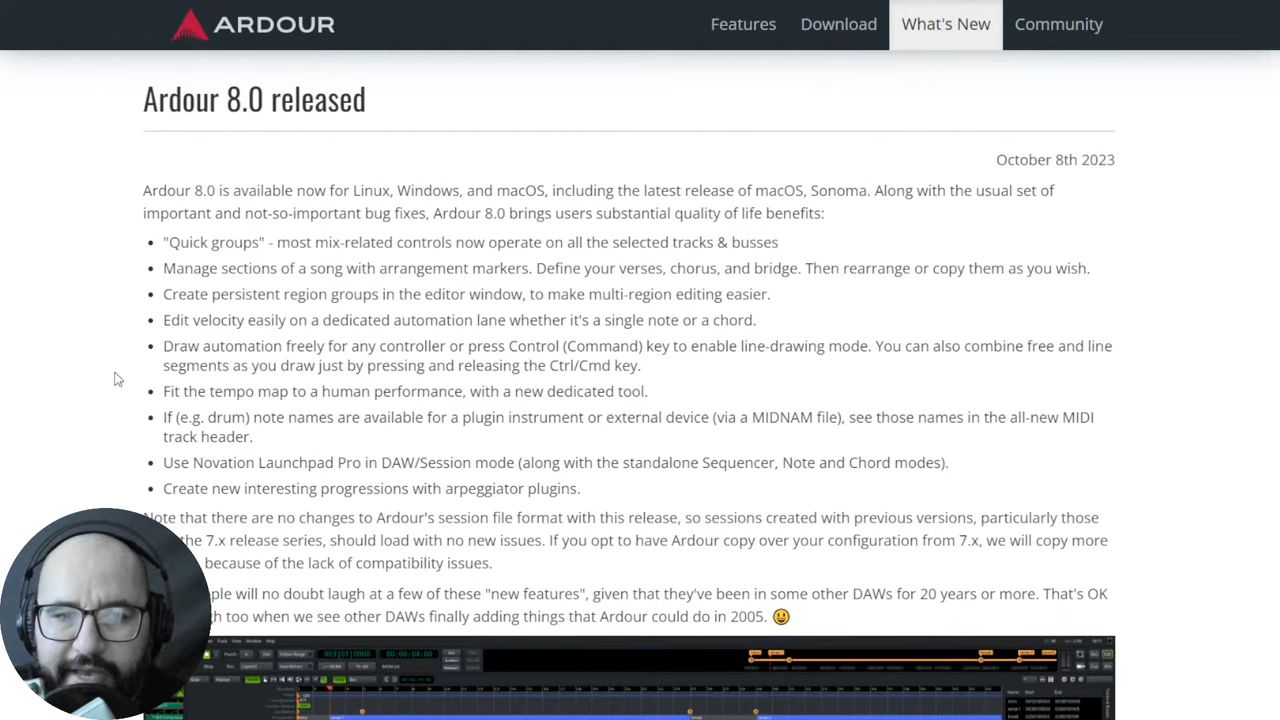 ARDOUR
Features
Download
What's New
Community
Ardour 8.0 released
October 8th 2023
Ardour 8.0 is available now for Linux, Windows, and macOS, including the latest release of macOS, Sonoma. Along with the usual set of
important and not-so-important bug fixes, Ardour 8.0 brings users substantial quality of life benefits:
• "Quick groups" - most mix-related controls now operate on all the selected tracks & busses
• Manage sections of a song with arrangement markers. Define your verses, chorus, and bridge. Then rearrange or copy them as you wish.
• Create persistent region groups in the editor window, to make multi-region editing easier.
• Edit velocity easily on a dedicated automation lane whether it's a single note or a chord.
• Draw automation freely for any controller or press Control (Command) key to enable line-drawing mode. You can also combine free and line
segments as you draw just by pressing and releasing the Ctrl/Cmd key.
• Fit the tempo map to a human performance, with a new dedicated tool.
• If (e.g. drum) note names are available for a plugin instrument or external device (via a MIDNAM file), see those names in the all-new MIDI
track header.
• Use Novation Launchpad Pro in DAW/Session mode (along with the standalone Sequencer, Note and Chord modes).
• Create new interesting progressions with arpeggiator plugins.
Note that there are no changes to Ardour's session file format with this release, so sessions created with previous versions, particularly those
the 7.x release series, should load with no new issues. If you opt to have Ardour copy over your configuration from 7.x, we will copy more
because of the lack of compatibility issues.
will no doubt laugh at a few of these "new features", given that they've been in some other DAWs for 20 years or more. That's OK
too when we see other DAWs finally adding things that Ardour could do in 2005. 😀